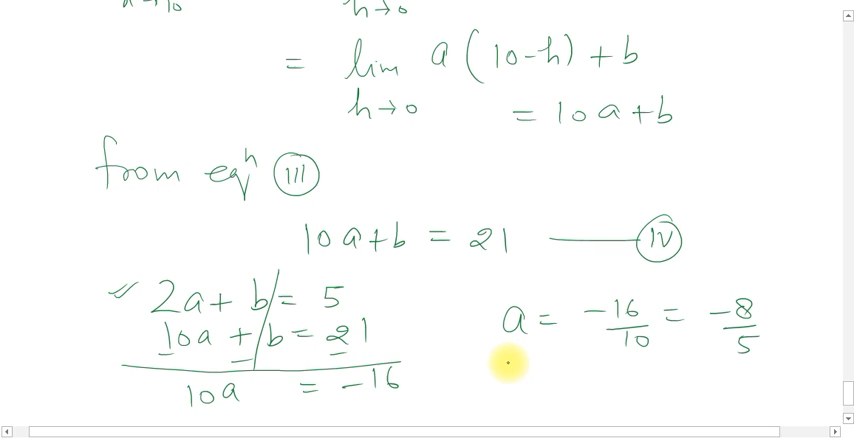 h→0
= lim a(10-h)+b
h→0 = 10a+b
from eqn (III)
10a+b = 21 —— (IV)
2a+b = 5
10a+b = 21
10a = -16
a = -16/10 = -8/5